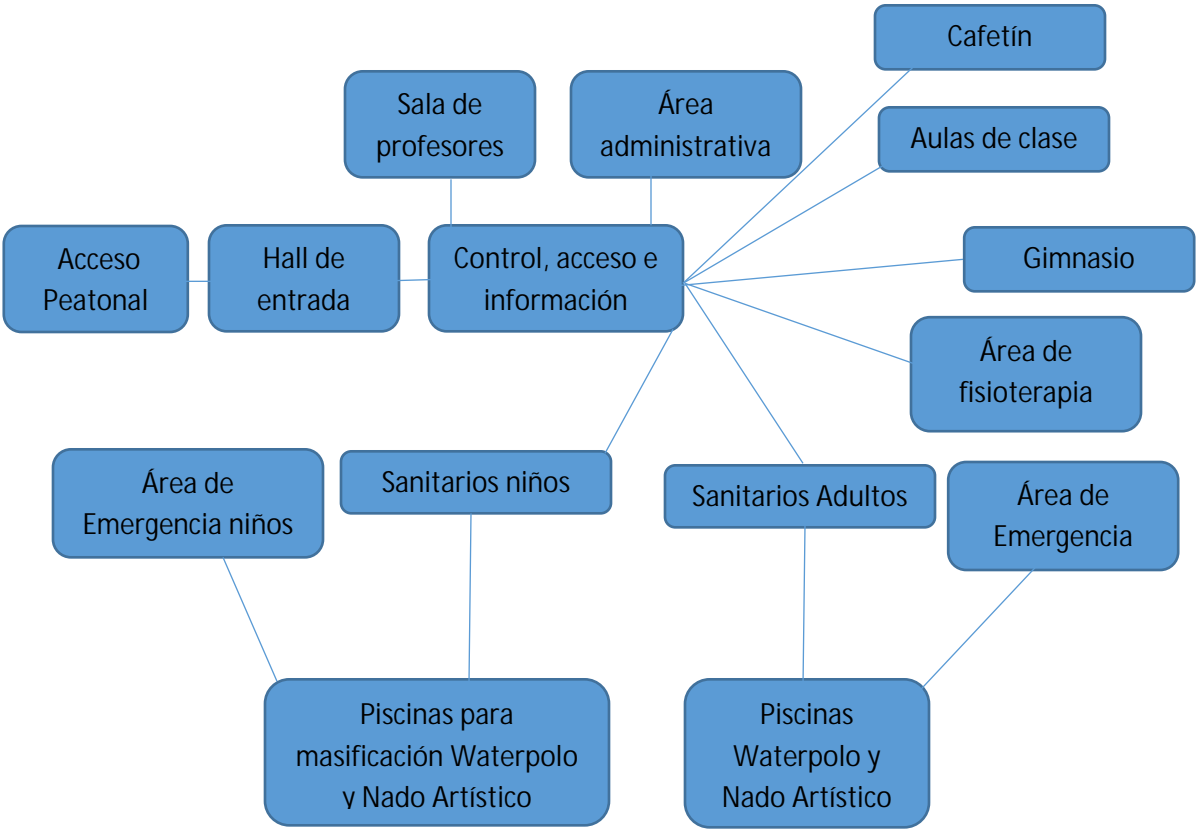 Cafetín
Sala de
profesores
Área
administrativa
Aulas de clase
Acceso
Peatonal
Hall de
entrada
Control, acceso e
información
Gimnasio
Área de
fisioterapia
Área de
Emergencia niños
Sanitarios niños
Sanitarios Adultos
Área de
Emergencia
Piscinas para
masificación Waterpolo
y Nado Artístico
Piscinas
Waterpolo y
Nado Artístico